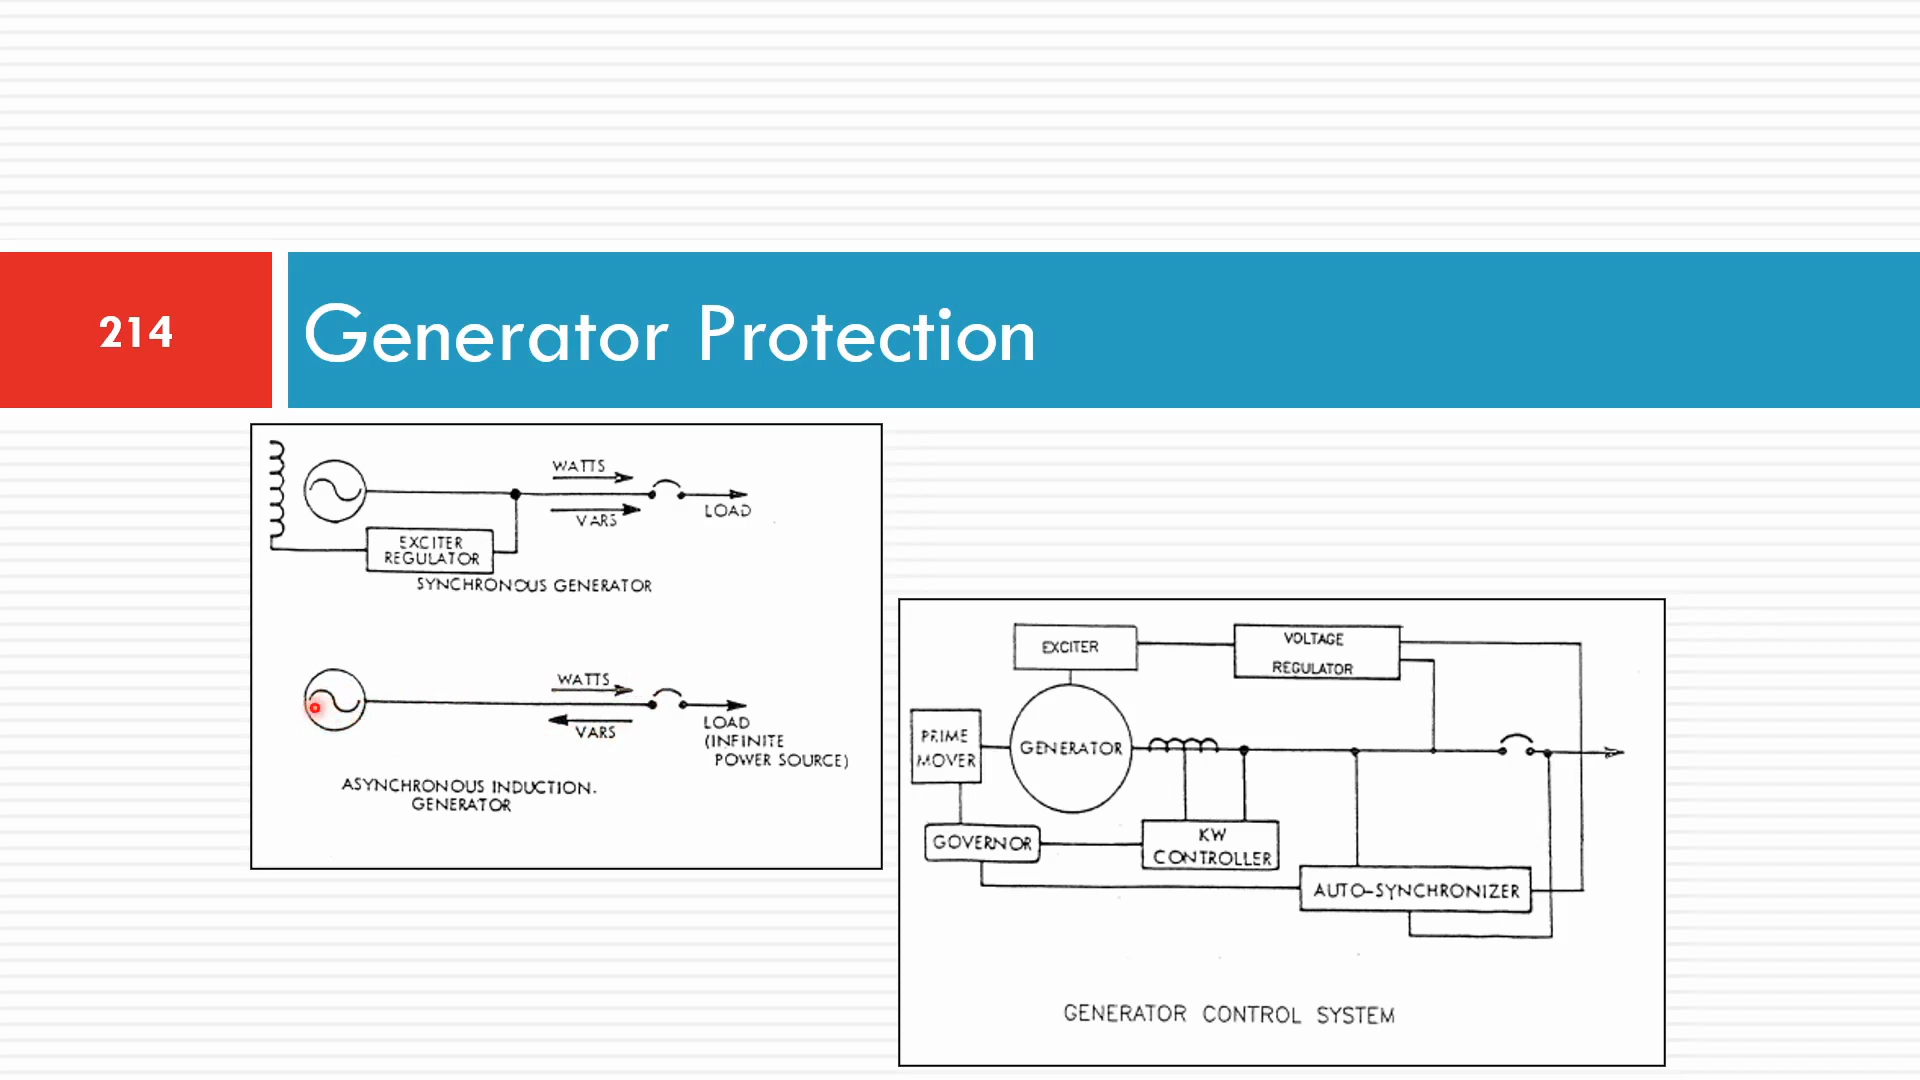 214
Generator Protection
WATTS
VARS
LOAD
EXCITER
REGULATOR
SYNCHRONOUS GENERATOR
WATTS
VARS
LOAD
(INFINITE
POWER SOURCE)
ASYNCHRONOUS INDUCTION.
GENERATOR
EXCITER
VOLTAGE
REGULATOR
PRIME
MOVER
GENERATOR
GOVERNOR
KW
CONTROLLER
AUTO-SYNCHRONIZER
GENERATOR CONTROL SYSTEM